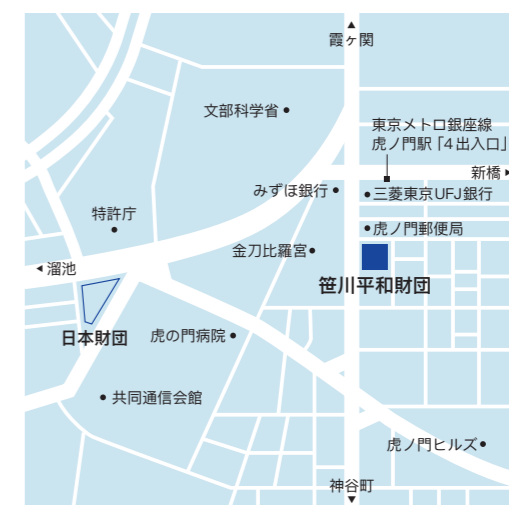 ▲
霞ヶ関
文部科学省
東京メトロ銀座線
虎ノ門駅「4出入口」
新橋▶
みずほ銀行
三菱東京UFJ銀行
特許庁
虎ノ門郵便局
金刀比羅宮
◀溜池
笹川平和財団
日本財団
虎の門病院
共同通信会館
虎ノ門ヒルズ
神谷町
▼